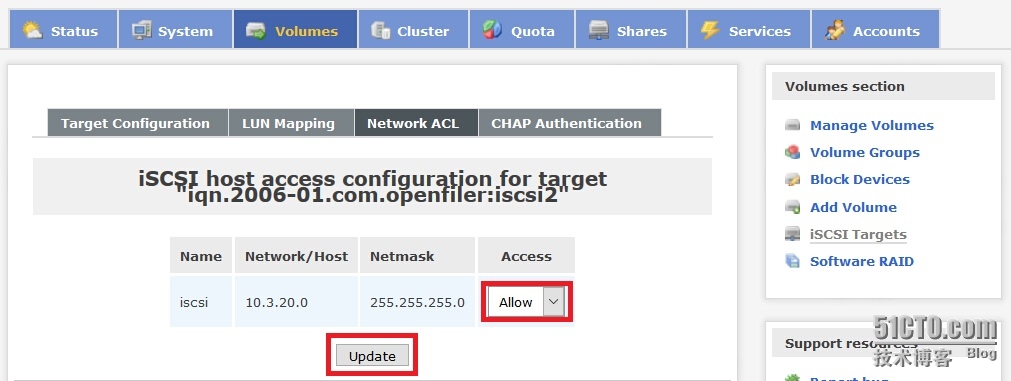 Status System Volumes Cluster Quota Shares Services Accounts
Target Configuration LUN Mapping Network ACL CHAP Authentication
iSCSI host access configuration for target
"iqn.2006-01.com.openfiler:iscsi2"
Name Network/Host Netmask Access
iscsi 10.3.20.0 255.255.255.0 Allow
Update
Volumes section
Manage Volumes
Volume Groups
Block Devices
Add Volume
iSCSI Targets
Software RAID
Support resources
Report bug
51CTO.com
技术博客 Blog